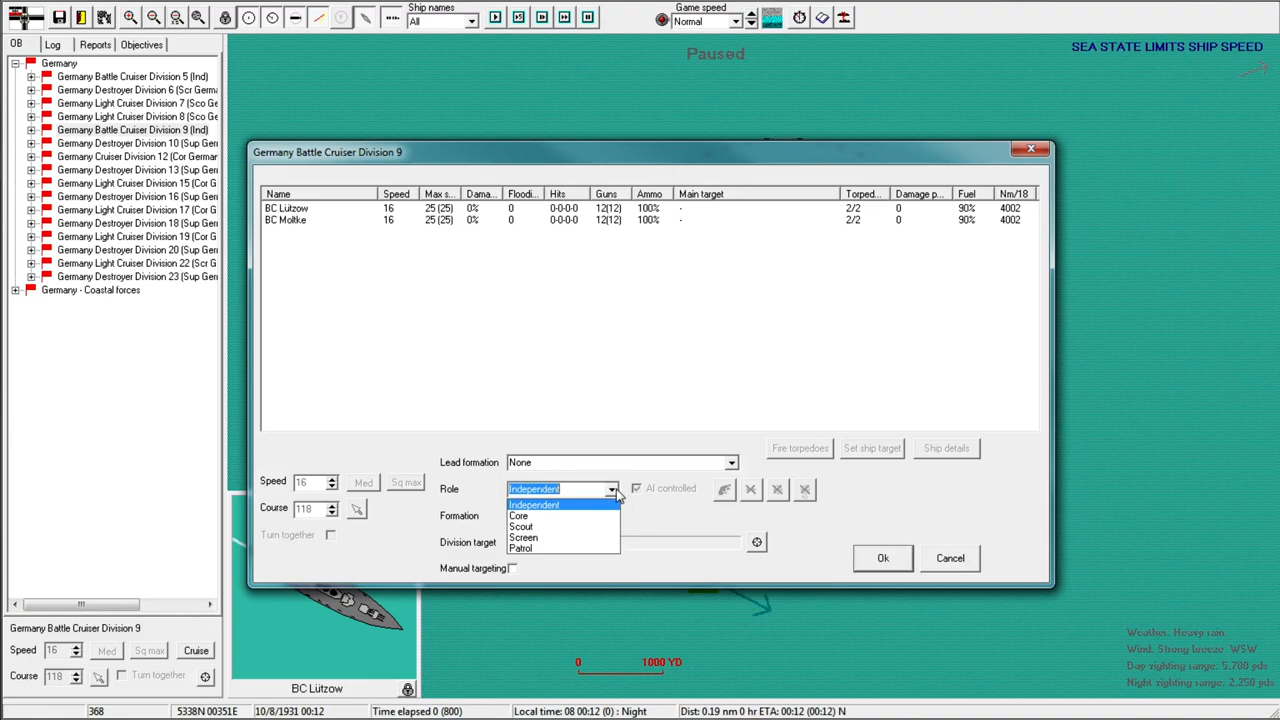 Ship names
All
Game speed
Normal
OB Log Reports Objectives
Paused
SEA STATE LIMITS SHIP SPEED
Germany
Germany Battle Cruiser Division 5 (Ind)
Germany Destroyer Division 6 (Scr Germa
Germany Light Cruiser Division 7 (Sco Ge
Germany Light Cruiser Division 8 (Sco Ge
Germany Battle Cruiser Division 9 (Ind)
Germany Destroyer Division 10 (Sup Ger
Germany Cruiser Division 12 (Cor German
Germany Destroyer Division 13 (Sup Ger
Germany Light Cruiser Division 15 (Cor G
Germany Destroyer Division 16 (Sup Ger
Germany Light Cruiser Division 17 (Cor G
Germany Destroyer Division 18 (Sup Ger
Germany Light Cruiser Division 19 (Cor G
Germany Destroyer Division 20 (Sup Ger
Germany Light Cruiser Division 22 (Scr G
Germany Destroyer Division 23 (Sup Ger
Germany - Coastal forces
Germany Battle Cruiser Division 9
Name Speed Max s... Dama... Floodi... Hits Guns Ammo Main target Torped... Damage p... Fuel Nm/18
BC Lützow 16 25 (25) 0% 0 0-0-0-0 12(12) 100% - 2/2 0 90% 4002
BC Moltke 16 25 (25) 0% 0 0-0-0-0 12(12) 100% - 2/2 0 90% 4002
Fire torpedoes Set ship target Ship details
Lead formation None
Speed 16 Med Sq max
Role Independent AI controlled
Independent
Core
Scout
Screen
Patrol
Course 118
Formation
Turn together
Division target
Manual targeting
Ok Cancel
Germany Battle Cruiser Division 9
Speed 16 Med Sq max Cruise
Course 118 Turn together
BC Lützow
0 1000 YD
Weather: Heavy rain
Wind: Strong breeze WSW
Day sighting range: 5,700 yds
Night sighting range: 2,250 yds
368 5338N 00351E 10/8/1931 00:12 Time elapsed 0 (800) Local time: 08 00:12 (0) : Night Dist: 0.19 nm 0 hr ETA: 00:12 (00:12) N